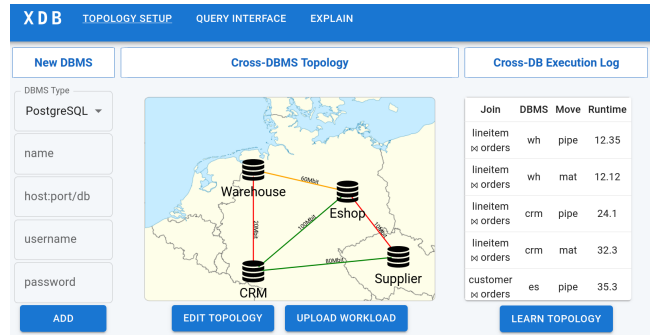 XDB TOPOLOGY SETUP QUERY INTERFACE EXPLAIN
New DBMS
Cross-DBMS Topology
Cross-DB Execution Log
DBMS Type
PostgreSQL
name
host:port/db
username
password
ADD
Warehouse
60Mbit
Eshop
20Mbit
100Mbit
10Mbit
80Mbit
CRM
Supplier
EDIT TOPOLOGY
UPLOAD WORKLOAD
Join DBMS Move Runtime
lineitem
⋈ orders wh pipe 12.35
lineitem
⋈ orders wh mat 12.12
lineitem
⋈ orders crm pipe 24.1
lineitem
⋈ orders crm mat 32.3
customer
⋈ orders es pipe 35.3
LEARN TOPOLOGY